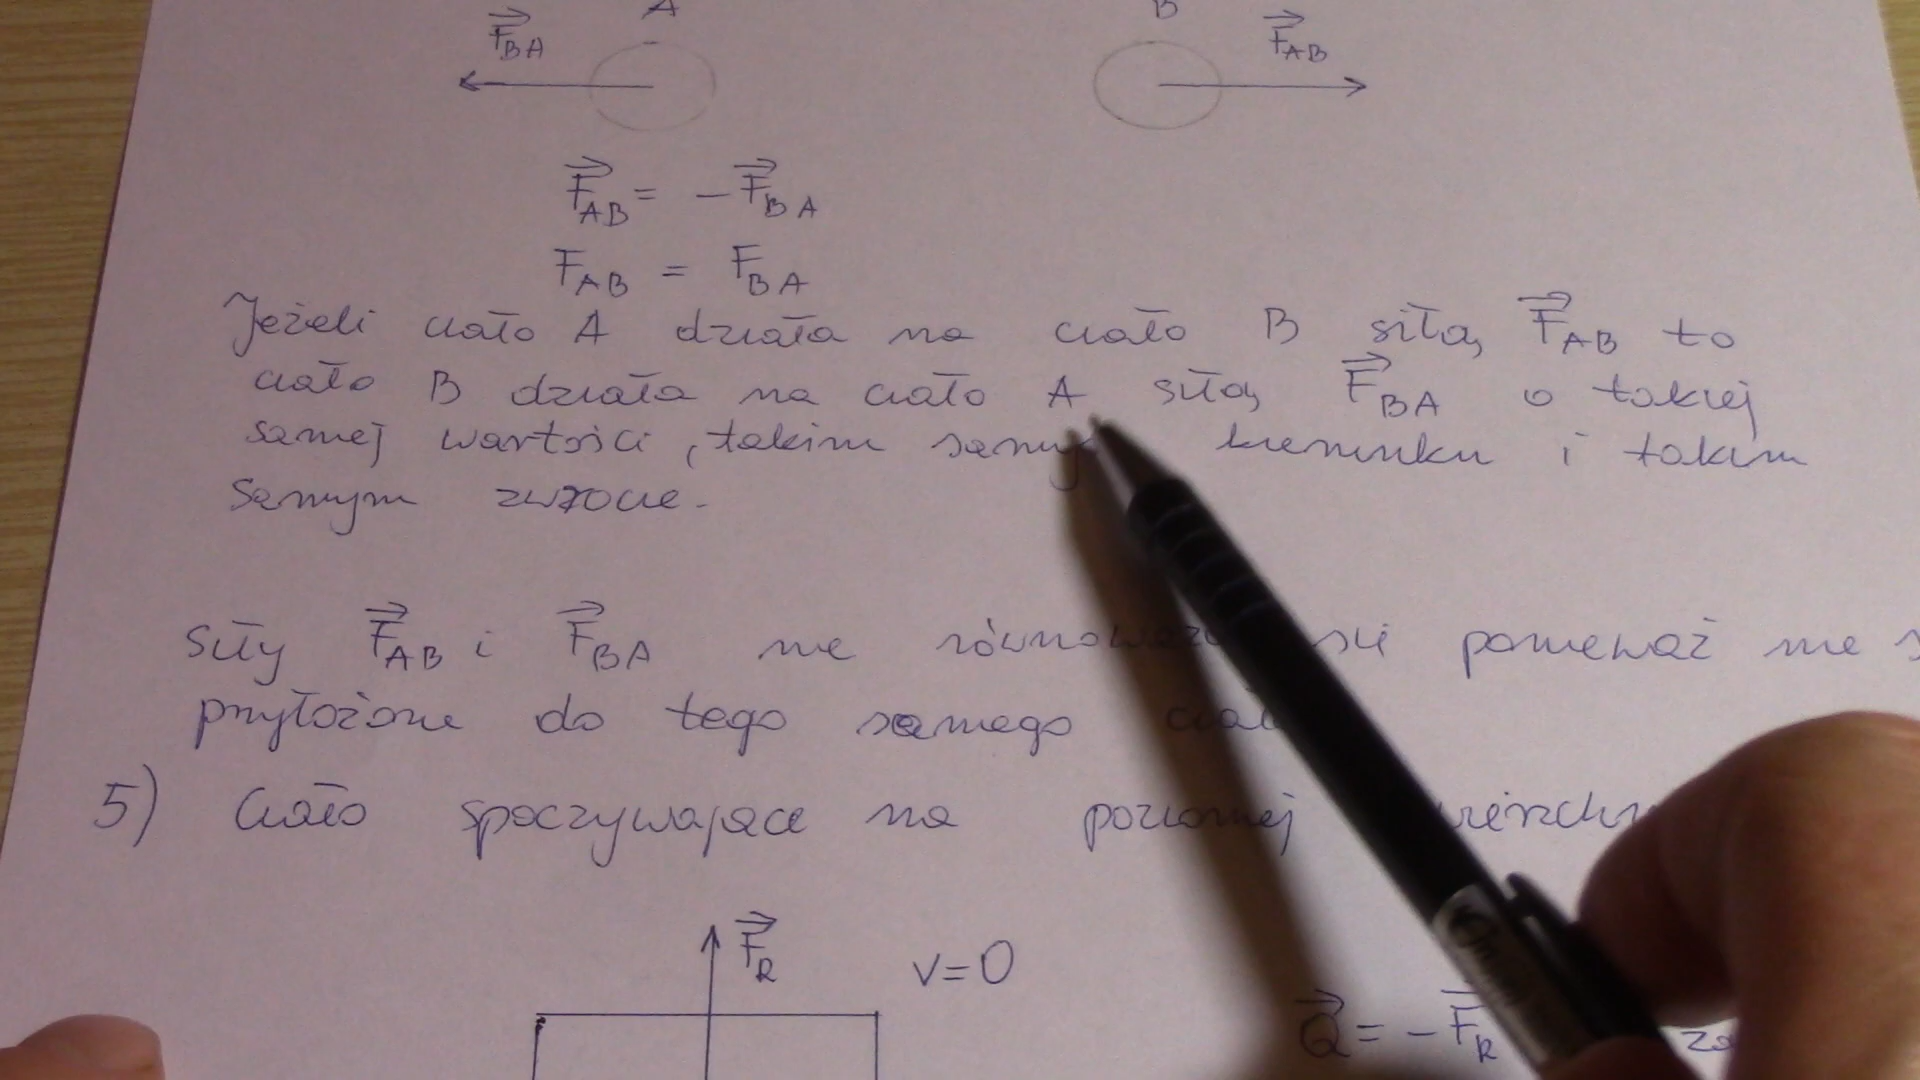 F⃗BA A B F⃗AB
F⃗AB = -F⃗BA
FAB = FBA
Jeżeli ciało A działa na ciało B siłą F⃗AB to
ciało B działa na ciało A siłą F⃗BA o takiej
samej wartości, takim samym kierunku i takim
samym zwrocie.
Siły F⃗AB i F⃗BA nie równoważą się ponieważ nie
przyłożone do tego samego
5) Ciało spoczywające na poziomej
F⃗R v=0
Q⃗ = -F⃗R